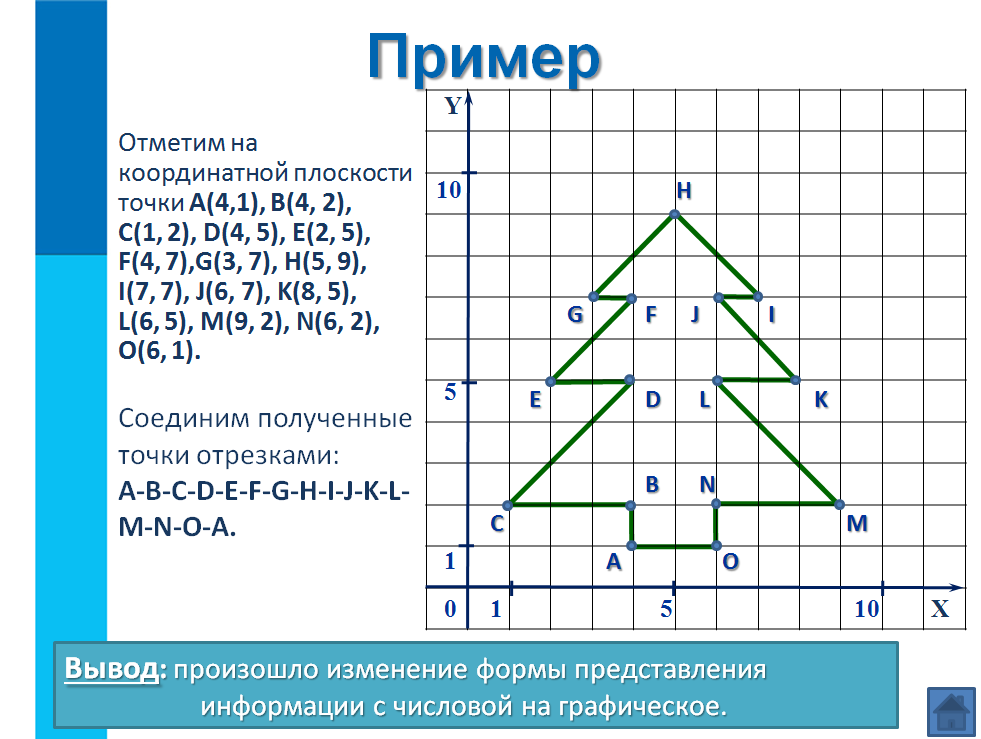 Пример
Отметим на
координатной плоскости
точки A(4,1), B(4, 2),
C(1, 2), D(4, 5), E(2, 5),
F(4, 7),G(3, 7), H(5, 9),
I(7, 7), J(6, 7), K(8, 5),
L(6, 5), M(9, 2), N(6, 2),
O(6, 1).
Соединим полученные
точки отрезками:
A-B-C-D-E-F-G-H-I-J-K-L-
M-N-O-A.
Y
10
H
G F J I
5
E D L K
B N
C M
1
A O
0 1 5 10 X
Вывод: произошло изменение формы представления
информации с числовой на графическое.